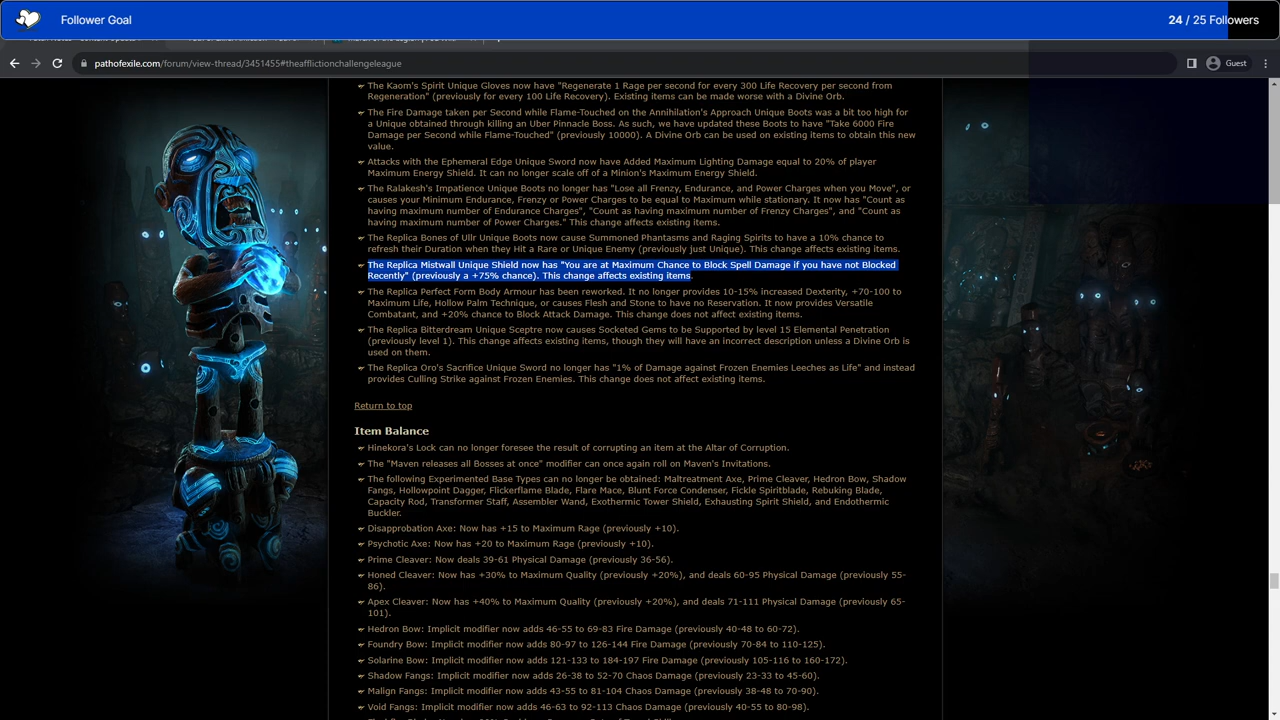 Follower Goal
24 / 25 Followers
pathofexile.com/forum/view-thread/3451455#theafflictionchallengeleague
Guest
The Kaom's Spirit Unique Gloves now have "Regenerate 1 Rage per second for every 300 Life Recovery per second from
Regeneration" (previously for every 100 Life Recovery). Existing items can be made worse with a Divine Orb.
The Fire Damage taken per Second while Flame-Touched on the Annihilation's Approach Unique Boots was a bit too high for
a Unique obtained through killing an Uber Pinnacle Boss. As such, we have updated these Boots to have "Take 6000 Fire
Damage per Second while Flame-Touched" (previously 10000). A Divine Orb can be used on existing items to obtain this new
value.
Attacks with the Ephemeral Edge Unique Sword now have Added Maximum Lighting Damage equal to 20% of player
Maximum Energy Shield. It can no longer scale off of a Minion's Maximum Energy Shield.
The Ralakesh's Impatience Unique Boots no longer has "Lose all Frenzy, Endurance, and Power Charges when you Move", or
causes your Minimum Endurance, Frenzy or Power Charges to be equal to Maximum while stationary. It now has "Count as
having maximum number of Endurance Charges", "Count as having maximum number of Frenzy Charges", and "Count as
having maximum number of Power Charges." This change affects existing items.
The Replica Bones of Ullr Unique Boots now cause Summoned Phantasms and Raging Spirits to have a 10% chance to
refresh their Duration when they Hit a Rare or Unique Enemy (previously just Unique). This change affects existing items.
The Replica Mistwall Unique Shield now has "You are at Maximum Chance to Block Spell Damage if you have not Blocked
Recently" (previously a +75% chance). This change affects existing items.
The Replica Perfect Form Body Armour has been reworked. It no longer provides 10-15% increased Dexterity, +70-100 to
Maximum Life, Hollow Palm Technique, or causes Flesh and Stone to have no Reservation. It now provides Versatile
Combatant, and +20% chance to Block Attack Damage. This change does not affect existing items.
The Replica Bitterdream Unique Sceptre now causes Socketed Gems to be Supported by level 15 Elemental Penetration
(previously level 1). This change affects existing items, though they will have an incorrect description unless a Divine Orb is
used on them.
The Replica Oro's Sacrifice Unique Sword no longer has "1% of Damage against Frozen Enemies Leeches as Life" and instead
provides Culling Strike against Frozen Enemies. This change does not affect existing items.
Return to top
Item Balance
Hinekora's Lock can no longer foresee the result of corrupting an item at the Altar of Corruption.
The "Maven releases all Bosses at once" modifier can once again roll on Maven's Invitations.
The following Experimented Base Types can no longer be obtained: Maltreatment Axe, Prime Cleaver, Hedron Bow, Shadow
Fangs, Hollowpoint Dagger, Flickerflame Blade, Flare Mace, Blunt Force Condenser, Fickle Spiritblade, Rebuking Blade,
Capacity Rod, Transformer Staff, Assembler Wand, Exothermic Tower Shield, Exhausting Spirit Shield, and Endothermic
Buckler.
Disapprobation Axe: Now has +15 to Maximum Rage (previously +10).
Psychotic Axe: Now has +20 to Maximum Rage (previously +10).
Prime Cleaver: Now deals 39-61 Physical Damage (previously 36-56).
Honed Cleaver: Now has +30% to Maximum Quality (previously +20%), and deals 60-95 Physical Damage (previously 55-
86).
Apex Cleaver: Now has +40% to Maximum Quality (previously +20%), and deals 71-111 Physical Damage (previously 65-
101).
Hedron Bow: Implicit modifier now adds 46-55 to 69-83 Fire Damage (previously 40-48 to 60-72).
Foundry Bow: Implicit modifier now adds 80-97 to 126-144 Fire Damage (previously 70-84 to 110-125).
Solarine Bow: Implicit modifier now adds 121-133 to 184-197 Fire Damage (previously 105-116 to 160-172).
Shadow Fangs: Implicit modifier now adds 26-38 to 52-70 Chaos Damage (previously 23-33 to 45-60).
Malign Fangs: Implicit modifier now adds 43-55 to 81-104 Chaos Damage (previously 38-48 to 70-90).
Void Fangs: Implicit modifier now adds 46-63 to 92-113 Chaos Damage (previously 40-55 to 80-98).